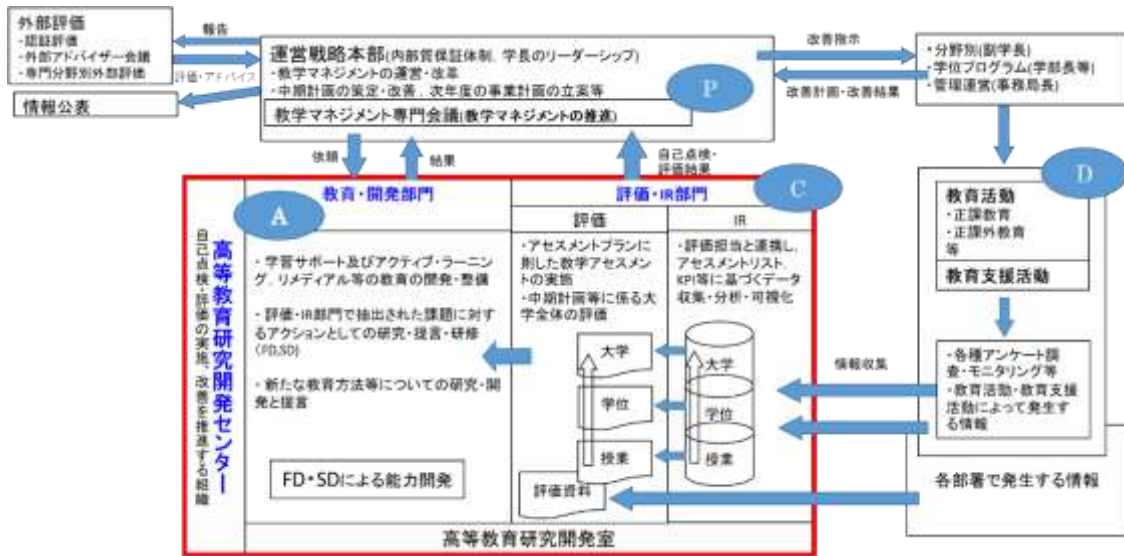 外部評価
・認証評価
・外部アドバイザー会議
・専門分野別外部評価
報告
評価・アドバイス
情報公表
運営戦略本部(内部質保証体制、学長のリーダーシップ)
・教学マネジメントの運営・改革
・中期計画の策定・改善、次年度の事業計画の立案等
教学マネジメント専門会議(教学マネジメントの推進)
P
改善指示
改善計画・改善結果
・分野別(副学長)
・学位プログラム(学部長等)
・管理運営(事務局長)
依頼
結果
自己点検・
評価結果
高等教育研究開発センター
自己点検・評価の実施、改善を推進する組織
A
教育・開発部門
・学習サポート及びアクティブ・ラーニン
グ、リメディアル等の教育の開発・整備
・評価・IR部門で抽出された課題に対
するアクションとしての研究・提言・研修
(FD,SD)
・新たな教育方法等についての研究・開
発と提言
FD・SDによる能力開発
評価・IR部門
C
評価
・アセスメントプランに
則した教学アセスメント
の実施
・中期計画等に係る大
学全体の評価
大学
学位
授業
評価資料
IR
・評価担当と連携し、
アセスメントリスト、
KPI等に基づくデータ
収集・分析・可視化
大学
学位
授業
高等教育研究開発室
情報収集
D
教育活動
・正課教育
・正課外教育
等
教育支援活動
・各種アンケート調
査・モニタリング等
・教育活動・教育支援
活動によって発生す
る情報
各部署で発生する情報